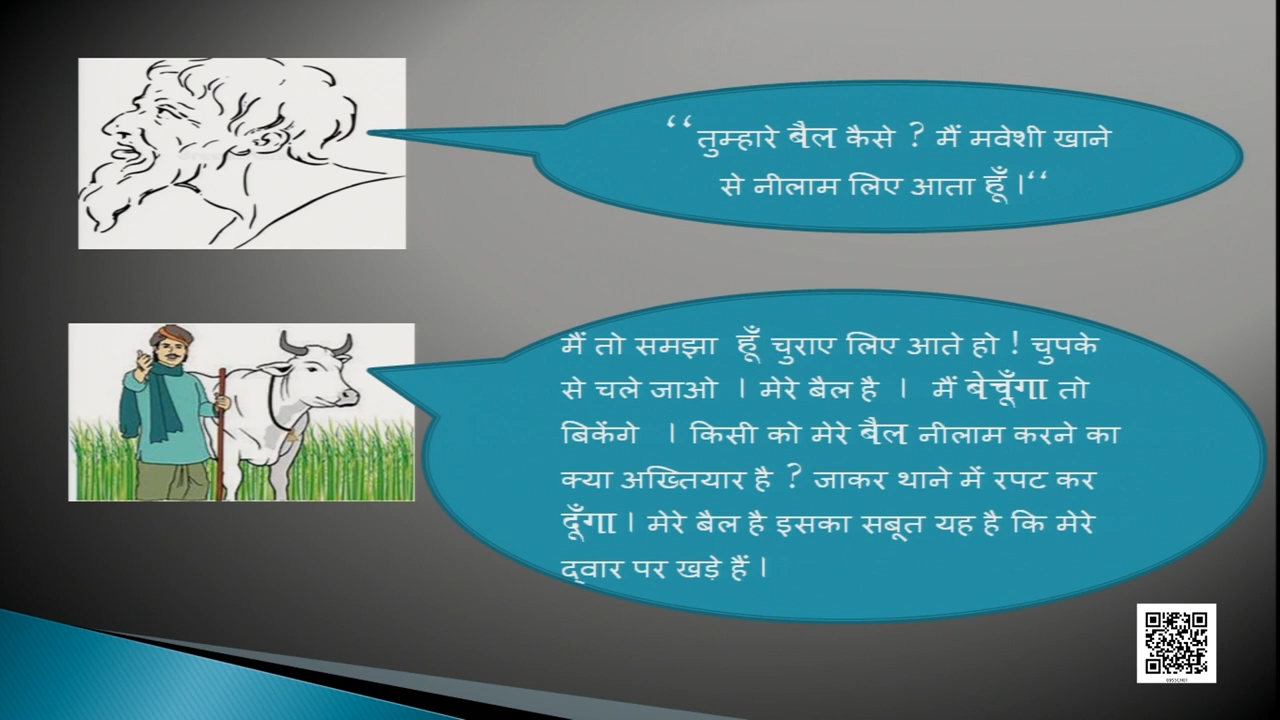 ‘‘तुम्हारे बैल कैसे ? मैं मवेशी खाने
से नीलाम लिए आता हूँ ।‘‘
मैं तो समझा हूँ चुराए लिए आते हो ! चुपके
से चले जाओ । मेरे बैल है । मैं बेचूँगा तो
बिकेंगे । किसी को मेरे बैल नीलाम करने का
क्या अख्तियार है ? जाकर थाने में रपट कर
दूँगा । मेरे बैल है इसका सबूत यह है कि मेरे
द्वार पर खड़े हैं ।